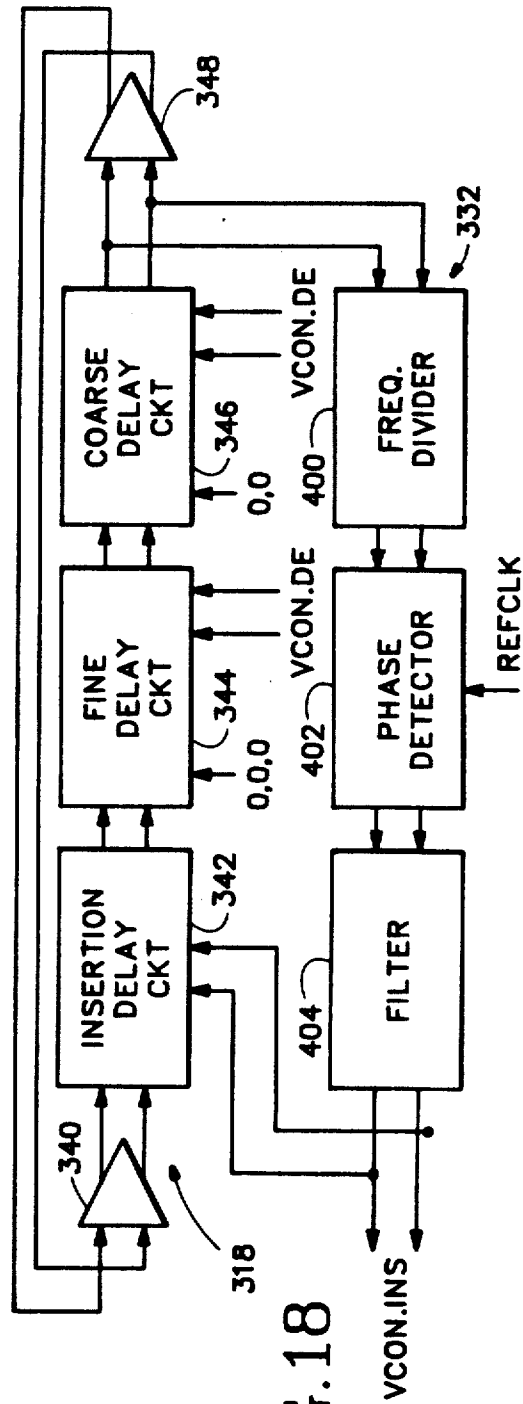 348
332
COARSE
DELAY
CKT
346
0,0
VCON.DE
400
FREQ.
DIVIDER
FINE
DELAY
CKT
344
0,0,0
VCON.DE
402
PHASE
DETECTOR
REFCLK
INSERTION
DELAY
CKT
342
404
FILTER
340
318
VCON.INS
.18